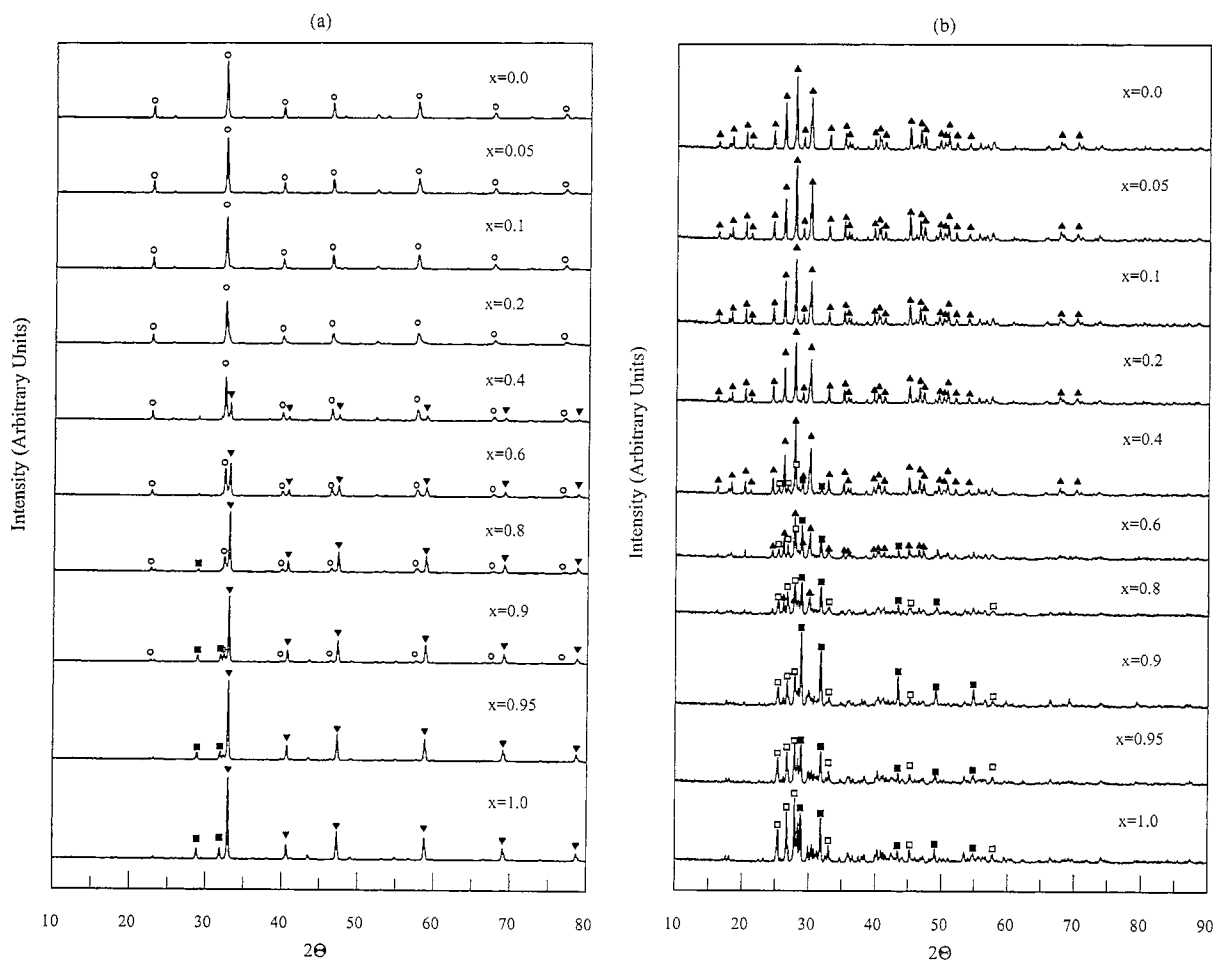 (a)
Intensity (Arbitrary Units)
x=0.0
x=0.05
x=0.1
x=0.2
x=0.4
x=0.6
x=0.8
x=0.9
x=0.95
x=1.0
10 20 30 40 50 60 70 80
2Θ
(b)
Intensity (Arbitrary Units)
x=0.0
x=0.05
x=0.1
x=0.2
x=0.4
x=0.6
x=0.8
x=0.9
x=0.95
x=1.0
10 20 30 40 50 60 70 80 90
2Θ